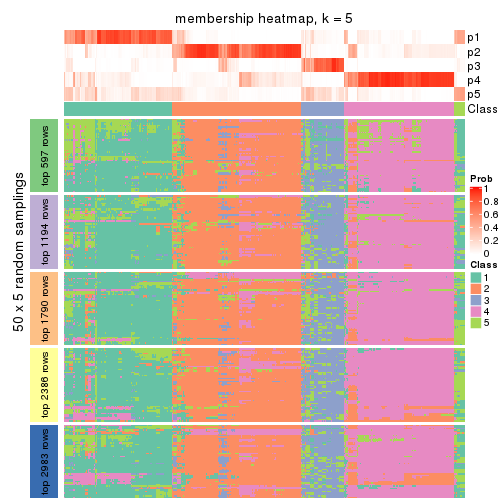 membership heatmap, k = 5
p1
p2
p3
p4
p5
Class
50 x 5 random samplings
top 597 rows
top 1194 rows
top 1790 rows
top 2386 rows
top 2983 rows
Prob
1
0.8
0.6
0.4
0.2
0
Class
1
2
3
4
5